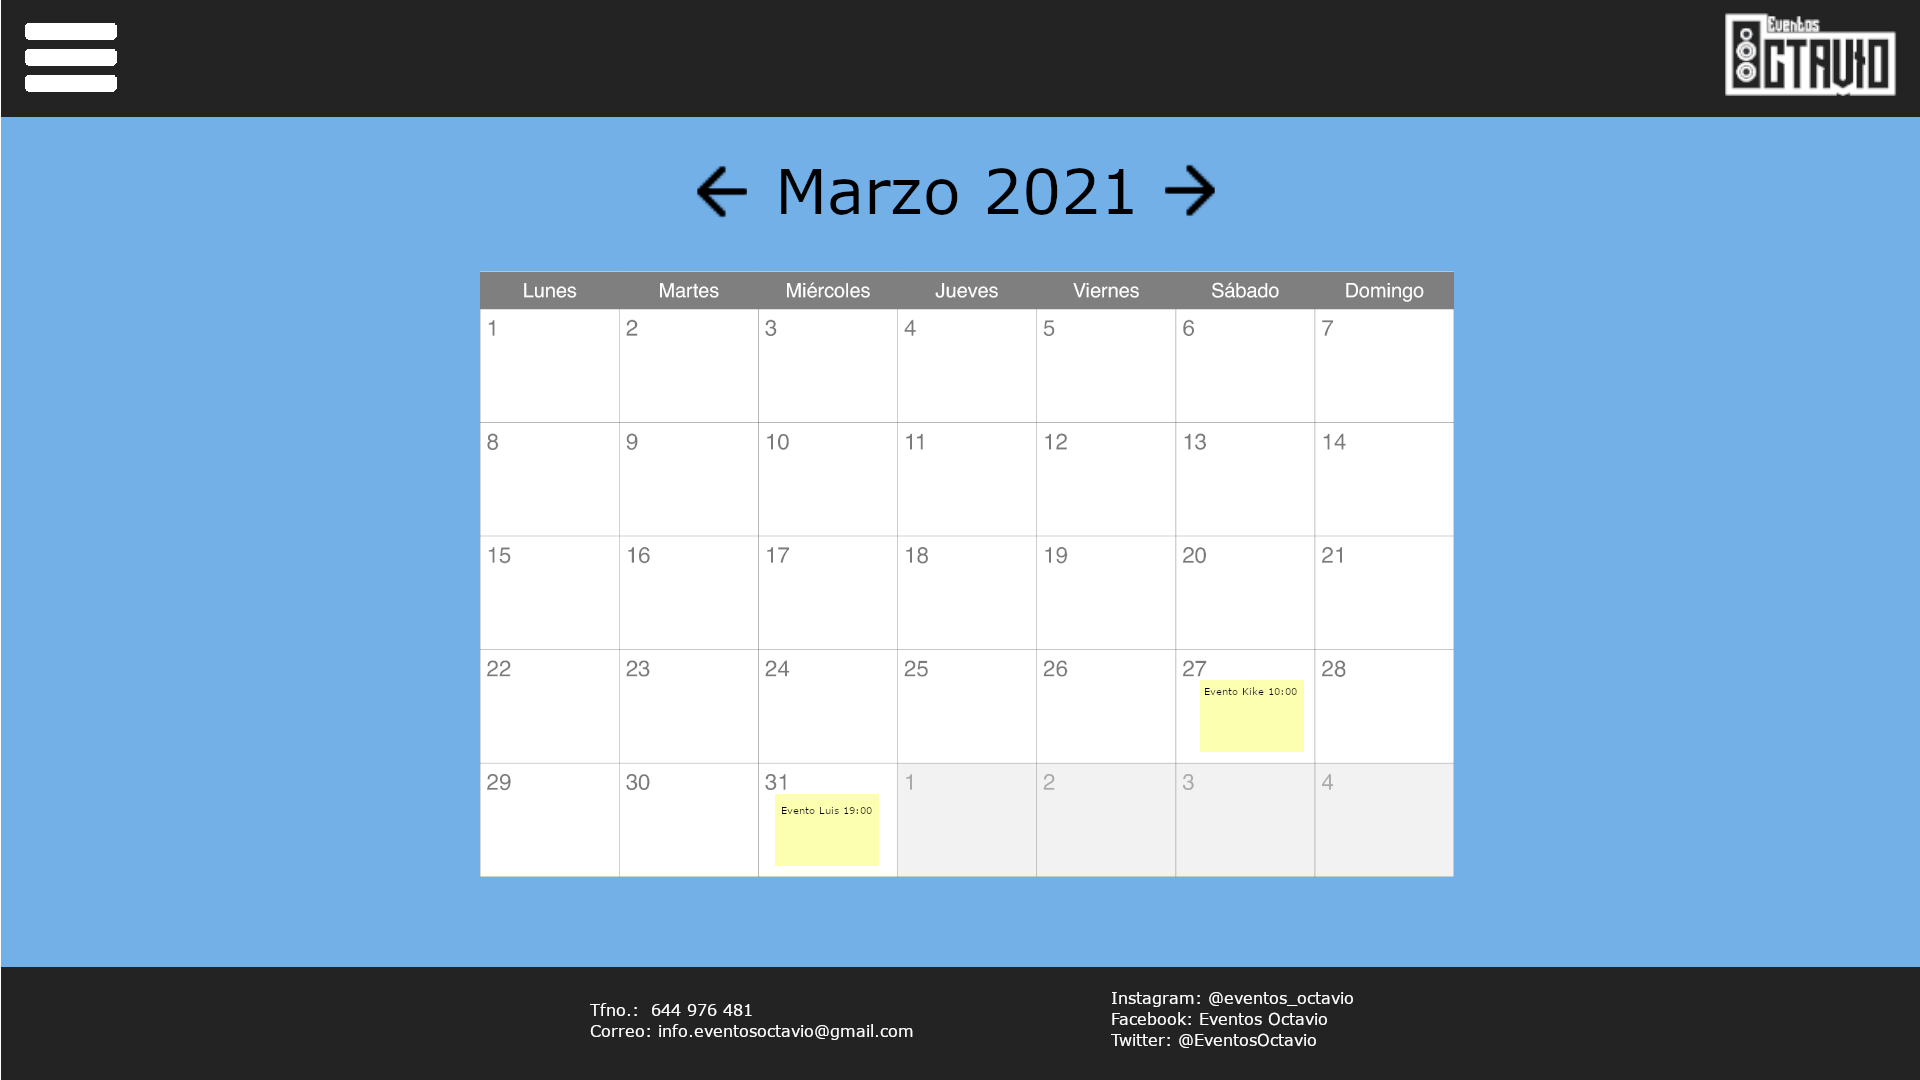 Eventos
OCTAVIO
Marzo 2021
Lunes Martes Miércoles Jueves Viernes Sábado Domingo
1 2 3 4 5 6 7
8 9 10 11 12 13 14
15 16 17 18 19 20 21
22 23 24 25 26 27 28
Evento Kike 10:00
29 30 31 1 2 3 4
Evento Luis 19:00
Tfno.: 644 976 481
Correo: info.eventosoctavio@gmail.com
Instagram: @eventos_octavio
Facebook: Eventos Octavio
Twitter: @EventosOctavio